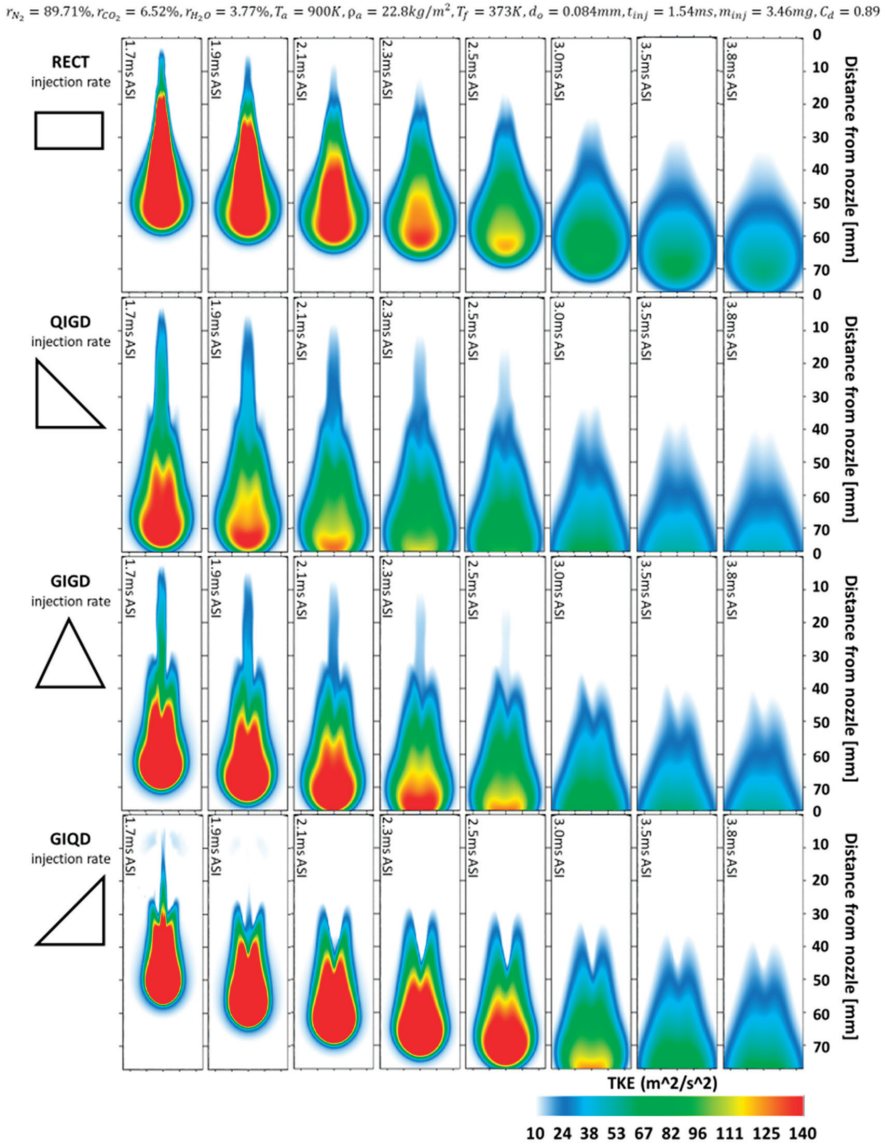 r_{N_2} = 89.71%, r_{CO_2} = 6.52%, r_{H_2O} = 3.77%, T_a = 900K, ρ_a = 22.8kg/m^2, T_f = 373K, d_o = 0.084mm, t_{inj} = 1.54ms, m_{inj} = 3.46mg, C_d = 0.89
RECT
injection rate
1.7ms ASI
1.9ms ASI
2.1ms ASI
2.3ms ASI
2.5ms ASI
3.0ms ASI
3.5ms ASI
3.8ms ASI
0
10
20
30
40
50
60
70
Distance from nozzle [mm]
QIGD
injection rate
1.7ms ASI
1.9ms ASI
2.1ms ASI
2.3ms ASI
2.5ms ASI
3.0ms ASI
3.5ms ASI
3.8ms ASI
0
10
20
30
40
50
60
70
Distance from nozzle [mm]
GIGD
injection rate
1.7ms ASI
1.9ms ASI
2.1ms ASI
2.3ms ASI
2.5ms ASI
3.0ms ASI
3.5ms ASI
3.8ms ASI
0
10
20
30
40
50
60
70
Distance from nozzle [mm]
GIQD
injection rate
1.7ms ASI
1.9ms ASI
2.1ms ASI
2.3ms ASI
2.5ms ASI
3.0ms ASI
3.5ms ASI
3.8ms ASI
0
10
20
30
40
50
60
70
Distance from nozzle [mm]
TKE (m^2/s^2)
10 24 38 53 67 82 96 111 125 140